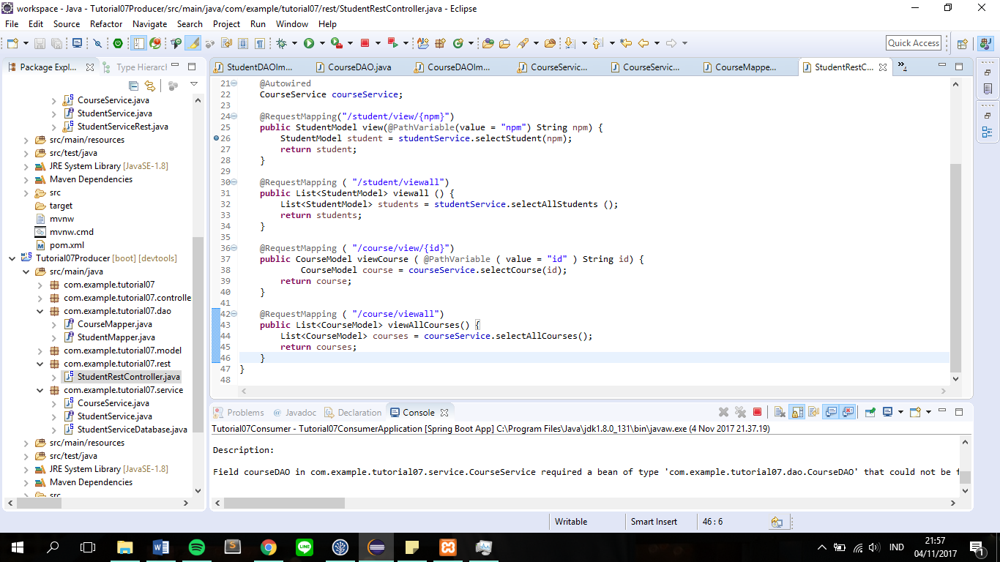 workspace - Java - Tutorial07Producer/src/main/java/com/example/tutorial07/rest/StudentRestController.java - Eclipse
File Edit Source Refactor Navigate Search Project Run Window Help
Quick Access
Package Expl... Type Hierarcl
StudentDAOIm... CourseDAO.java CourseDAOIm... CourseServic... CourseServic... CourseMappe... StudentRestC... »4
CourseService.java
StudentService.java
StudentServiceRest.java
src/main/resources
src/test/java
JRE System Library [JavaSE-1.8]
Maven Dependencies
src
target
mvnw
mvnw.cmd
pom.xml
Tutorial07Producer [boot] [devtools]
src/main/java
com.example.tutorial07
com.example.tutorial07.controlle
com.example.tutorial07.dao
CourseMapper.java
StudentMapper.java
com.example.tutorial07.model
com.example.tutorial07.rest
StudentRestController.java
com.example.tutorial07.service
CourseService.java
StudentService.java
StudentServiceDatabase.java
src/main/resources
src/test/java
JRE System Library [JavaSE-1.8]
Maven Dependencies
src
21 @Autowired
22 CourseService courseService;
23
24 @RequestMapping("/student/view/{npm}")
25 public StudentModel view(@PathVariable(value = "npm") String npm) {
26 StudentModel student = studentService.selectStudent(npm);
27 return student;
28 }
29
30 @RequestMapping ( "/student/viewall")
31 public List<StudentModel> viewall () {
32 List<StudentModel> students = studentService.selectAllStudents ();
33 return students;
34 }
35
36 @RequestMapping ( "/course/view/{id}")
37 public CourseModel viewCourse ( @PathVariable ( value = "id" ) String id) {
38 CourseModel course = courseService.selectCourse(id);
39 return course;
40 }
41
42 @RequestMapping ( "/course/viewall")
43 public List<CourseModel> viewAllCourses() {
44 List<CourseModel> courses = courseService.selectAllCourses();
45 return courses;
46 }
47 }
48
Problems @ Javadoc Declaration Console
Tutorial07Consumer - Tutorial07ConsumerApplication [Spring Boot App] C:\Program Files\Java\jdk1.8.0_131\bin\javaw.exe (4 Nov 2017 21.37.19)
Description:
Field courseDAO in com.example.tutorial07.service.CourseService required a bean of type 'com.example.tutorial07.dao.CourseDAO' that could not be f
Writable Smart Insert 46 : 6
IND 21:57
04/11/2017 1